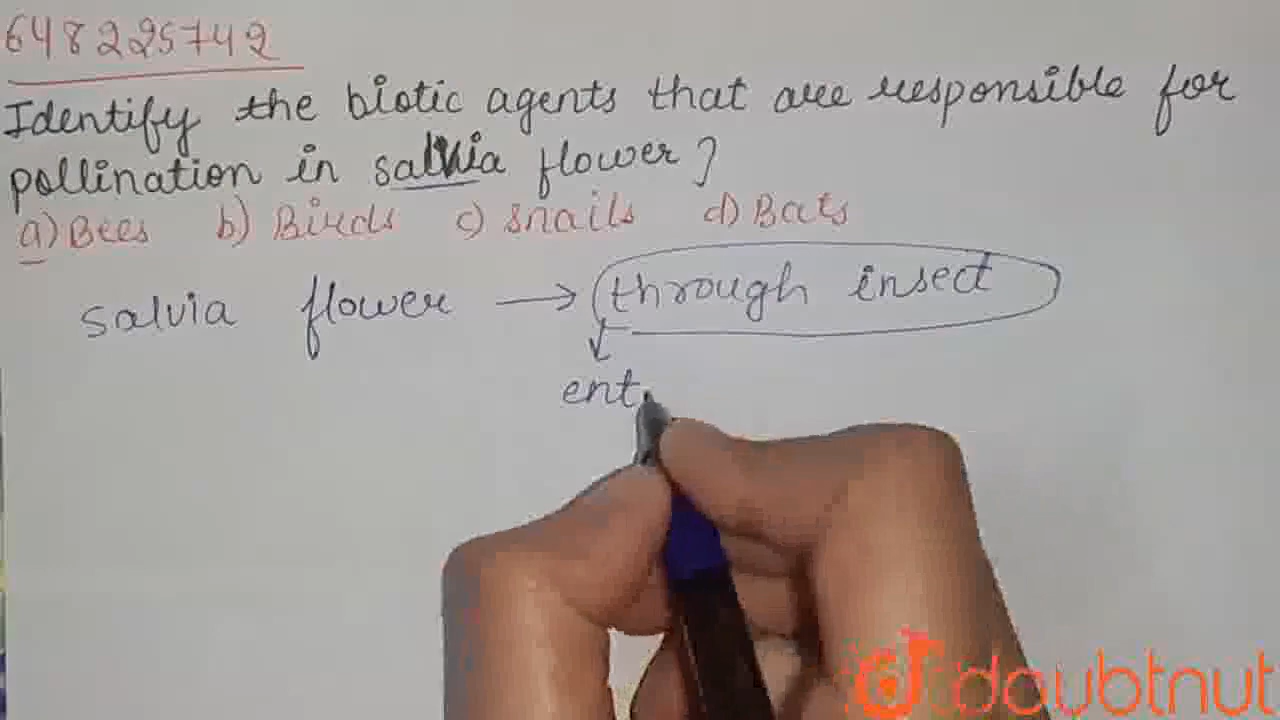 648225742
Identify the biotic agents that are responsible for
pollination in salvia flower?
a) Bees b) Birds c) snails d) Bats
salvia flower → through insect
ent
doubtnut